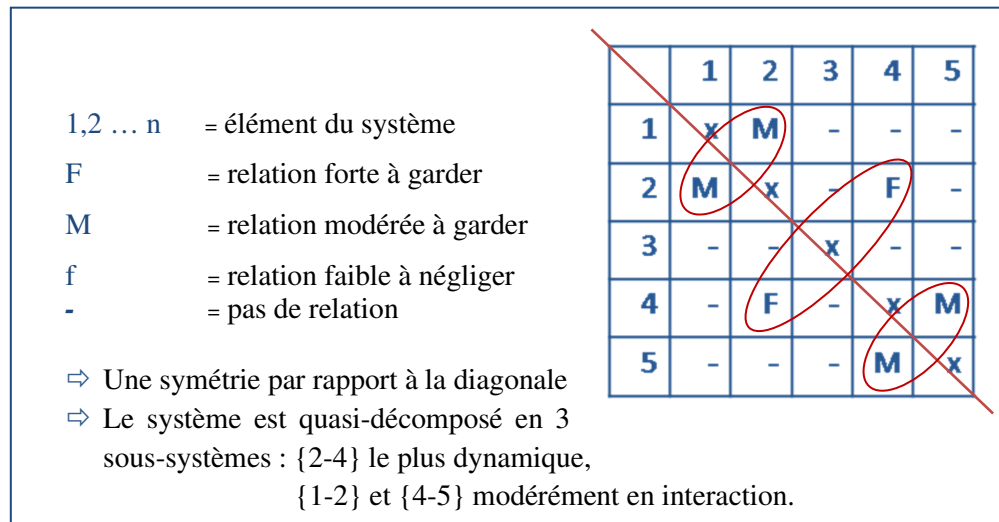 1,2 … n = élément du système
F = relation forte à garder
M = relation modérée à garder
f = relation faible à négliger
- = pas de relation
⇨ Une symétrie par rapport à la diagonale
⇨ Le système est quasi-décomposé en 3
sous-systèmes : {2-4} le plus dynamique,
{1-2} et {4-5} modérément en interaction.
1 2 3 4 5
1 x M - - -
2 M x - F -
3 - - x - -
4 - F - x M
5 - - - M x